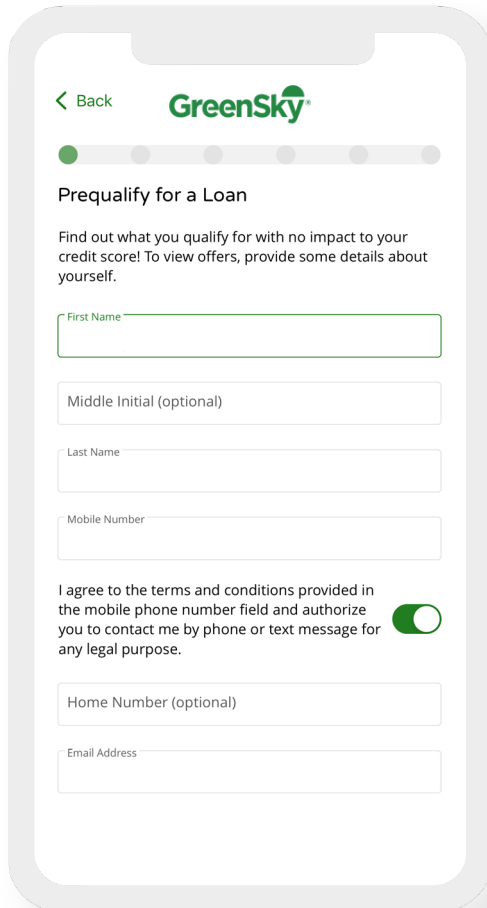 Back
GreenSky®
Prequalify for a Loan
Find out what you qualify for with no impact to your
credit score! To view offers, provide some details about
yourself.
First Name
Middle Initial (optional)
Last Name
Mobile Number
I agree to the terms and conditions provided in
the mobile phone number field and authorize
you to contact me by phone or text message for
any legal purpose.
Home Number (optional)
Email Address